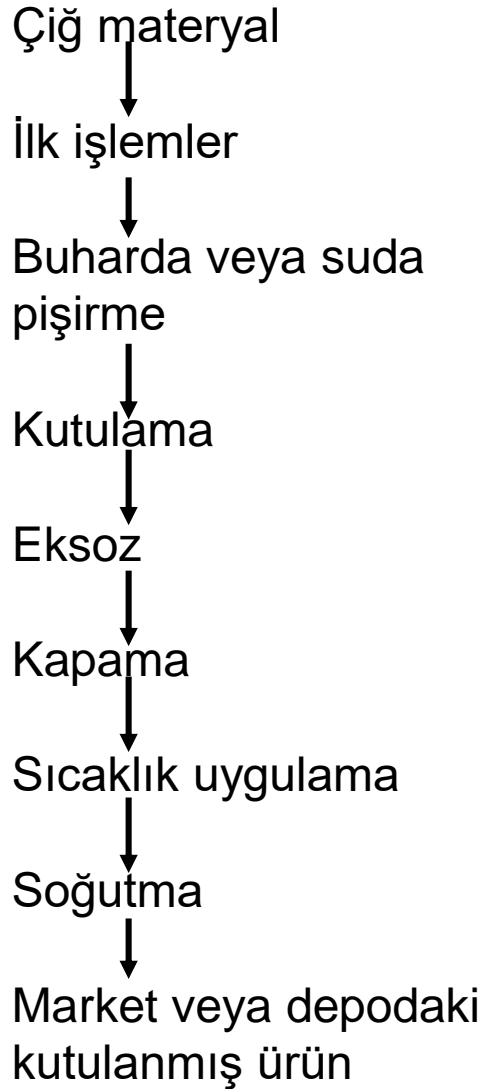 Çiğ materyal
İlk işlemler
Buharda veya suda
pişirme
Kutulama
Eksoz
Kapama
Sıcaklık uygulama
Soğutma
Market veya depodaki
kutulanmış ürün